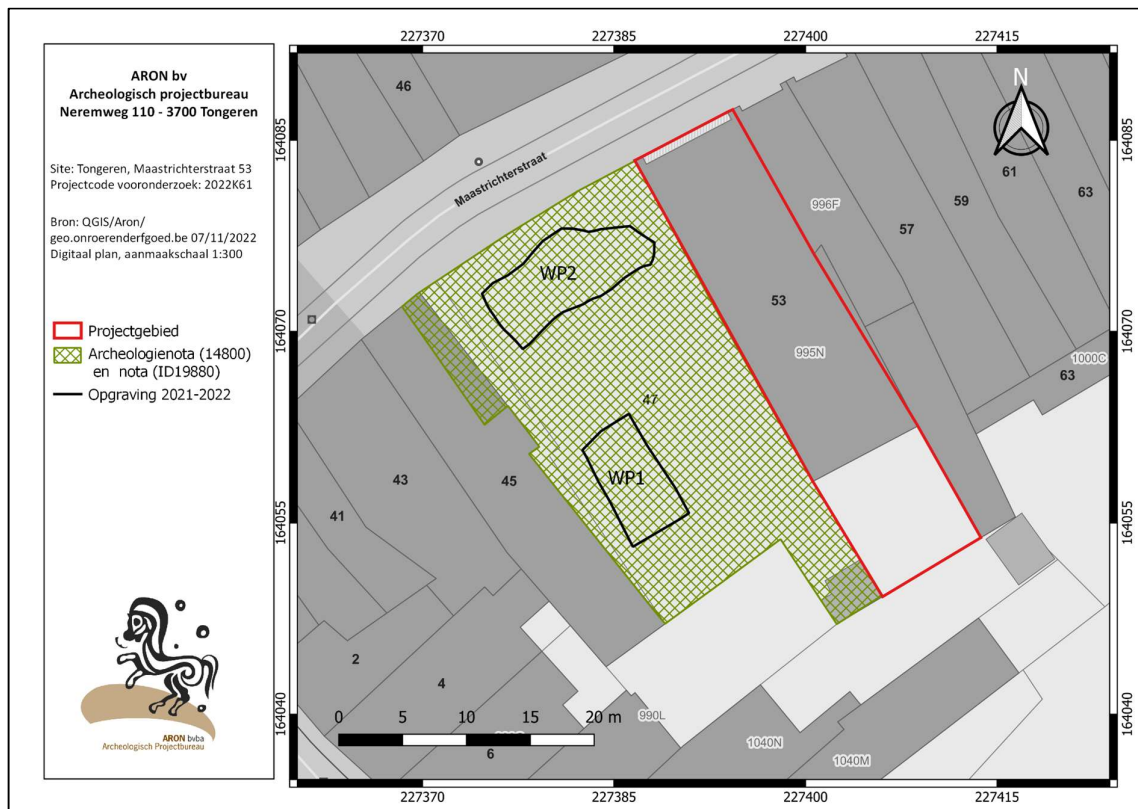 ARON bv
Archeologisch projectbureau
Neremweg 110 - 3700 Tongeren
Site: Tongeren, Maastrichterstraat 53
Projectcode vooronderzoek: 2022K61
Bron: QGIS/Aron/
geo.onroerenderfgoed.be 07/11/2022
Digitaal plan, aanmaakschaal 1:300
Projectgebied
Archeologienota (14800)
en nota (ID19880)
Opgraving 2021-2022
ARON bvba
Archeologisch Projectbureau
227370 227385 227400 227415
164085
164070
164055
164040
164085
164070
164055
164040
N
46
Maastrichterstraat
61
63
59
996F
57
WP2
53
995N
1000C
63
47
43
45
WP1
41
2
4
0 5 10 15 20 m
990L
6
1040N
1040M
227370 227385 227400 227415